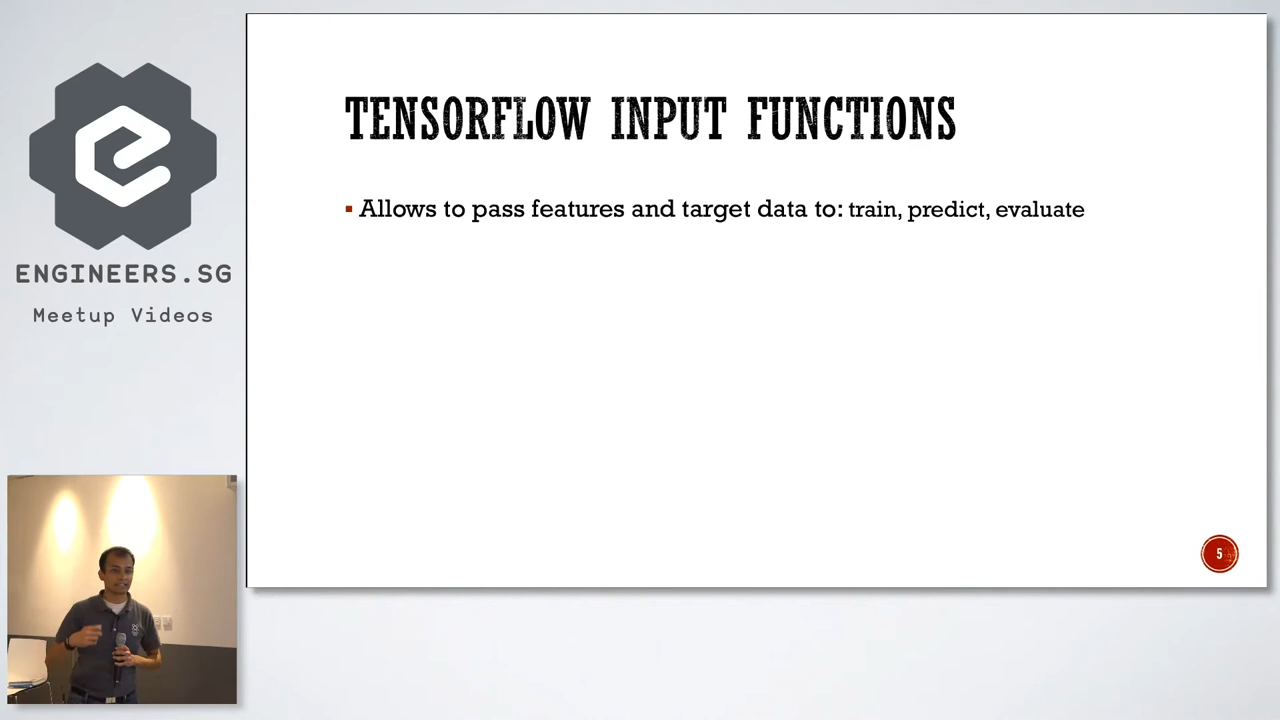 TENSORFLOW INPUT FUNCTIONS
▪ Allows to pass features and target data to: train, predict, evaluate
ENGINEERS.SG
Meetup Videos
5